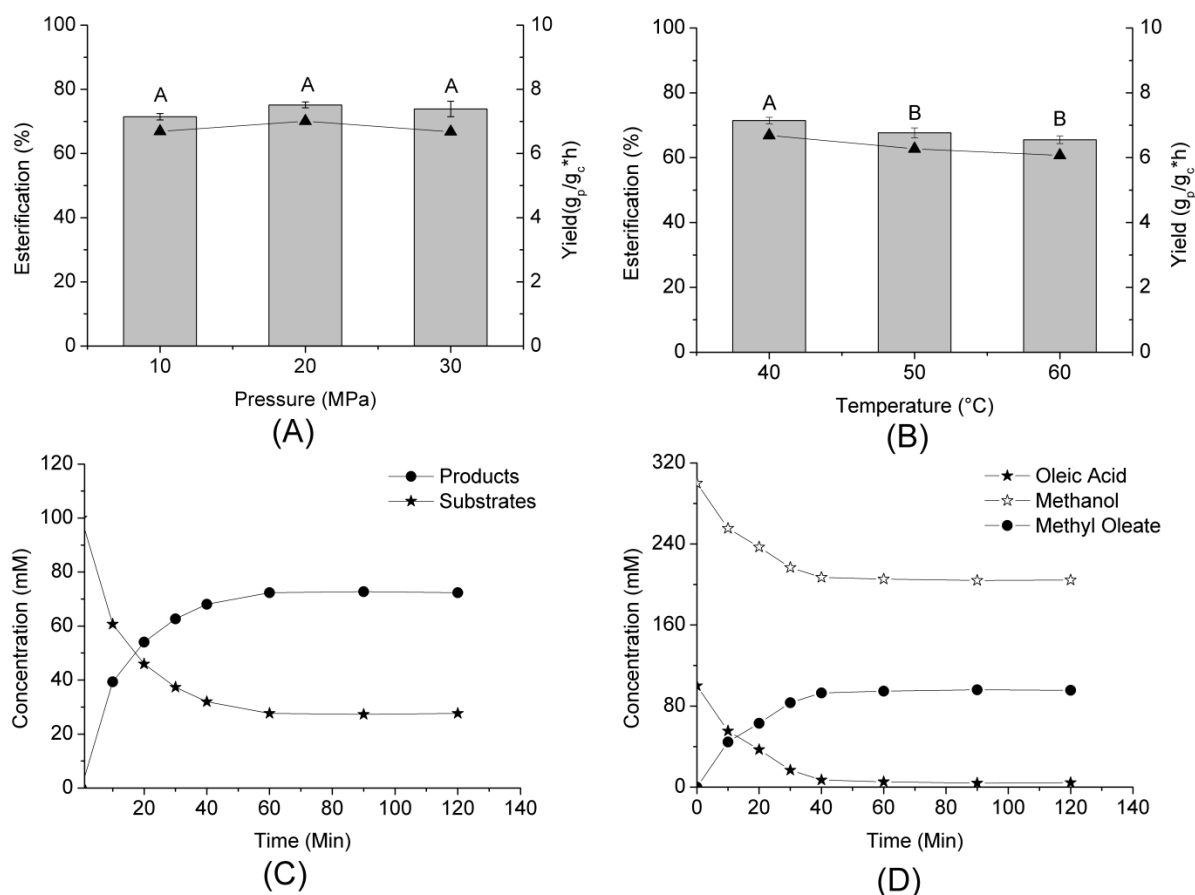 100
80
60
40
20
0
Esterification (%)
A
A
A
10
8
6
4
2
0
Yield(gp/gc*h)
10
20
30
Pressure (MPa)
(A)
100
80
60
40
20
0
Esterification (%)
A
B
B
10
8
6
4
2
0
Yield (gp/gc*h)
40
50
60
Temperature (°C)
(B)
120
100
80
60
40
20
0
Concentration (mM)
Products
Substrates
20
40
60
80
100
120
140
Time (Min)
(C)
320
240
160
80
0
Concentration (mM)
Oleic Acid
Methanol
Methyl Oleate
0
20
40
60
80
100
120
140
Time (Min)
(D)